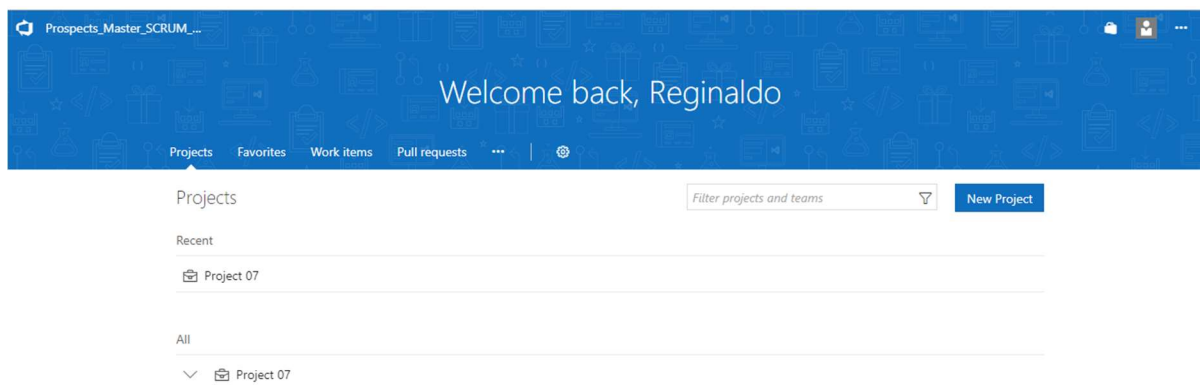 Prospects_Master_SCRUM_...
Welcome back, Reginaldo
Projects Favorites Work items Pull requests ...
Projects Filter projects and teams New Project
Recent
Project 07
All
Project 07